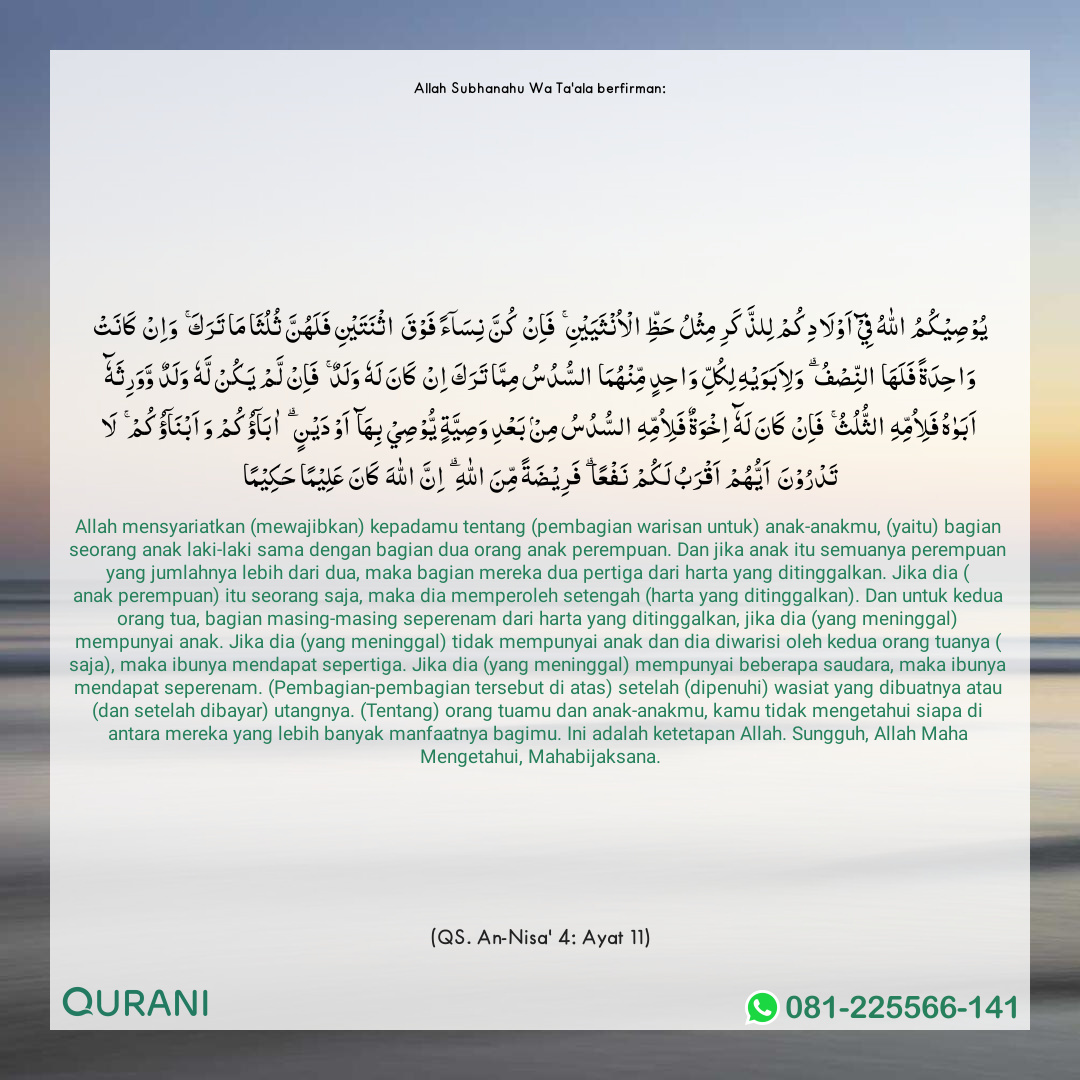 Allah Subhanahu Wa Ta'ala berfirman:
يُوْصِيْكُمُ اللّٰهُ فِيْۤ اَوْلَا دِكُمْ لِلذَّكَرِ مِثْلُ حَظِّ الْاُنْثَيَيْنِ ۚ فَاِنْ كُنَّ نِسَآءً فَوْقَ اثْنَتَيْنِ فَلَهُنَّ ثُلُثَا مَا تَرَكَ ۚ وَاِنْ كَانَتْ
وَا حِدَةً فَلَهَا النِّصْفُ ۗ وَلِاَ بَوَيْهِ لِكُلِّ وَا حِدٍ مِّنْهُمَا السُّدُسُ مِمَّا تَرَكَ اِنْ كَانَ لَهٗ وَلَدٌ ۚ فَاِنْ لَّمْ يَكُنْ لَّهٗ وَلَدٌ وَّوَرِثَهٗۤ
اَبَوٰهُ فَلِاُمِّهِ الثُّلُثُ ۚ فَاِنْ كَانَ لَهٗۤ اِخْوَةٌ فَلِاُمِّهِ السُّدُسُ مِنْۢ بَعْدِ وَصِيَّةٍ يُّوْصِيْ بِهَاۤ اَوْ دَيْنٍ ۗ اٰبَآ ؤُكُمْ وَ اَبْنَآ ؤُكُمْ ۚ لَا
تَدْرُوْنَ اَيُّهُمْ اَقْرَبُ لَكُمْ نَفْعًا ۗ فَرِيْضَةً مِّنَ اللّٰهِ ۗ اِنَّ اللّٰهَ كَانَ عَلِيْمًا حَكِيْمًا
Allah mensyariatkan (mewajibkan) kepadamu tentang (pembagian warisan untuk) anak-anakmu, (yaitu) bagian
seorang anak laki-laki sama dengan bagian dua orang anak perempuan. Dan jika anak itu semuanya perempuan
yang jumlahnya lebih dari dua, maka bagian mereka dua pertiga dari harta yang ditinggalkan. Jika dia (
anak perempuan) itu seorang saja, maka dia memperoleh setengah (harta yang ditinggalkan). Dan untuk kedua
orang tua, bagian masing-masing seperenam dari harta yang ditinggalkan, jika dia (yang meninggal)
mempunyai anak. Jika dia (yang meninggal) tidak mempunyai anak dan dia diwarisi oleh kedua orang tuanya (
saja), maka ibunya mendapat sepertiga. Jika dia (yang meninggal) mempunyai beberapa saudara, maka ibunya
mendapat seperenam. (Pembagian-pembagian tersebut di atas) setelah (dipenuhi) wasiat yang dibuatnya atau
(dan setelah dibayar) utangnya. (Tentang) orang tuamu dan anak-anakmu, kamu tidak mengetahui siapa di
antara mereka yang lebih banyak manfaatnya bagimu. Ini adalah ketetapan Allah. Sungguh, Allah Maha
Mengetahui, Mahabijaksana.
(QS. An-Nisa' 4: Ayat 11)
QURANI
081-225566-141